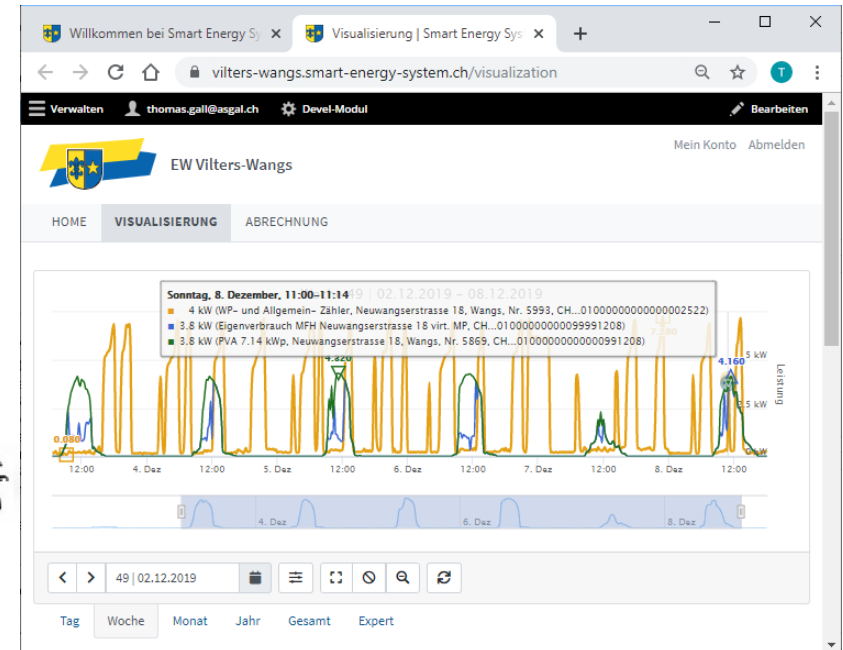 Willkommen bei Smart Energy Sy
Visualisierung | Smart Energy Sys
vilters-wangs.smart-energy-system.ch/visualization
T
Verwalten thomas.gall@asgal.ch Devel-Modul Bearbeiten
Mein Konto Abmelden
EW Vilters-Wangs
HOME VISUALISIERUNG ABRECHNUNG
49 | 02.12.2019 – 08.12.2019
Sonntag, 8. Dezember, 11:00–11:14
4 kW (WP- und Allgemein- Zähler, Neuwangserstrasse 18, Wangs, Nr. 5993, CH...01000000000000002522)
3.8 kW (Eigenverbrauch MFH Neuwangserstrasse 18 virt. MP, CH...01000000000099991208)
3.8 kW (PVA 7.14 kWp, Neuwangserstrasse 18, Wangs, Nr. 5869, CH...01000000000000991208)
4.820
4.160
5 kW
2.5 kW
0 kW
Leistung
0.080
12:00 4. Dez 12:00 5. Dez 12:00 6. Dez 12:00 7. Dez 12:00 8. Dez 12:00
4. Dez 6. Dez 8. Dez
49 | 02.12.2019
Tag Woche Monat Jahr Gesamt Expert